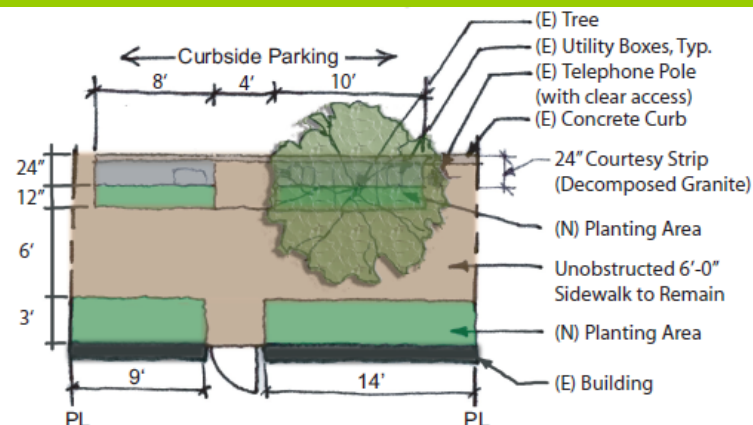 Curbside Parking
8' 4' 10'
(E) Tree
(E) Utility Boxes, Typ.
(E) Telephone Pole
(with clear access)
(E) Concrete Curb
24" Courtesy Strip
(Decomposed Granite)
(N) Planting Area
Unobstructed 6'-0"
Sidewalk to Remain
(N) Planting Area
(E) Building
24"
12"
6'
3'
9' 14'
PL PL